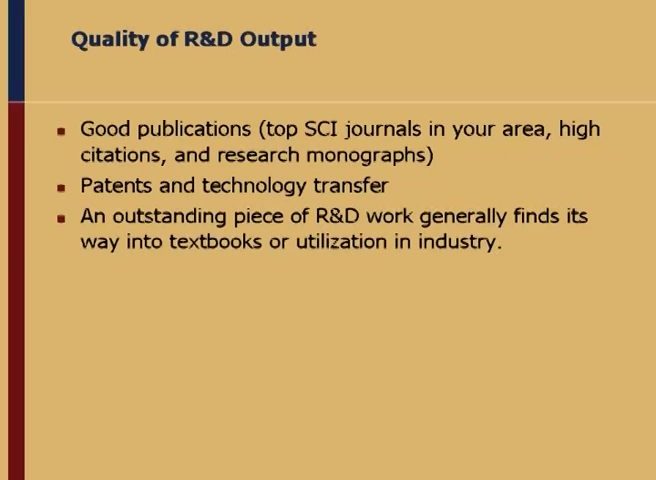 Quality of R&D Output
▪ Good publications (top SCI journals in your area, high
citations, and research monographs)
▪ Patents and technology transfer
▪ An outstanding piece of R&D work generally finds its
way into textbooks or utilization in industry.